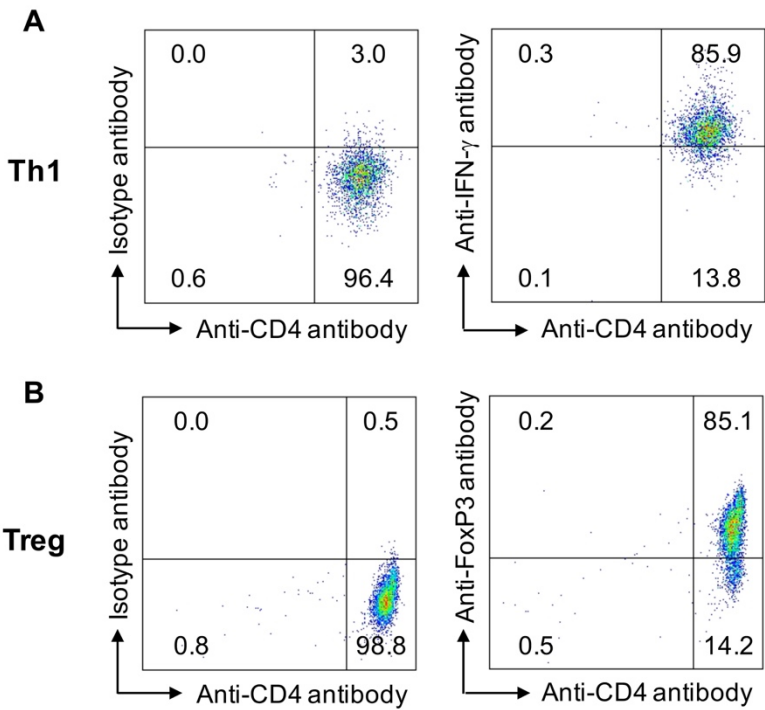 A
Th1
Isotype antibody
0.0 3.0
0.6 96.4
Anti-CD4 antibody
Anti-IFN-γ antibody
0.3 85.9
0.1 13.8
Anti-CD4 antibody
B
Treg
Isotype antibody
0.0 0.5
0.8 98.8
Anti-CD4 antibody
Anti-FoxP3 antibody
0.2 85.1
0.5 14.2
Anti-CD4 antibody